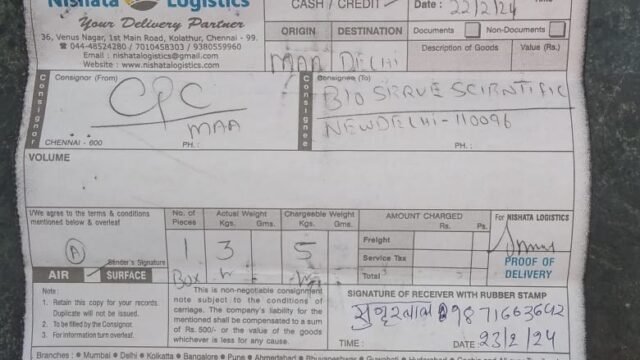 Nishata Logistics
CASH / CREDIT
Date : 22/2/24
Your Delivery Partner
36, Venus Nagar, 1st Main Road, Kolathur, Chennai - 99.
☎ 044-48524280 / 7010458303 / 9380559960
Email : nishatalogistics@gmail.com
Website : www.nishatalogistics.com
ORIGIN
DESTINATION
Documents
Non-Documents
Description of Goods
Value (Rs.)
MAA
DELHI
Consignor
Consignor (From)
CPC
MAA
CHENNAI - 600
PH. :
Consignee
Consignee (To)
BIO SERVE SCIENTIFIC
NEW DELHI - 110096
PH. :
VOLUME
I/We agree to the terms & conditions
mentioned below & overleaf
A
Sender's Signature
AIR
SURFACE
No. of
Pieces
Actual Weight
Kgs. Gms.
Chargeable Weight
Kgs. Gms.
1
3
5
BOX
AMOUNT CHARGED
Rs. Ps.
Freight
Service Tax
Total
For NISHATA LOGISTICS
PROOF OF
DELIVERY
Note :
1. Retain this copy for your records.
Duplicate will not be issued.
2. To be filled by the Consignor.
3. For information turn overleaf.
This is non-negotiable consignment
note subject to the conditions of
carriage. The company's liability for
the mentioned shall be compensated to a
sum of Rs.500/- or the value of the goods
whichever is less for any cause.
SIGNATURE OF RECEIVER WITH RUBBER STAMP
9871663642
TIME :
DATE : 23/2/24
Branches : • Mumbai • Delhi • Kolkatta • Bangalore • Pune • Ahmedabad